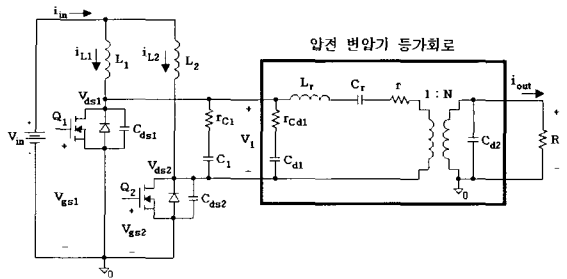 i_in
압전 변압기 등가회로
i_L1 L_1 i_L2 L_2
L_r C_r r 1 : N i_out
V_ds1
Q_1 C_ds1 r_C1 + V_1 - r_Cd1 C_d1 C_d2 R
V_in
C_1
V_ds2
V_gs1 Q_2 C_ds2
V_gs2
0
0